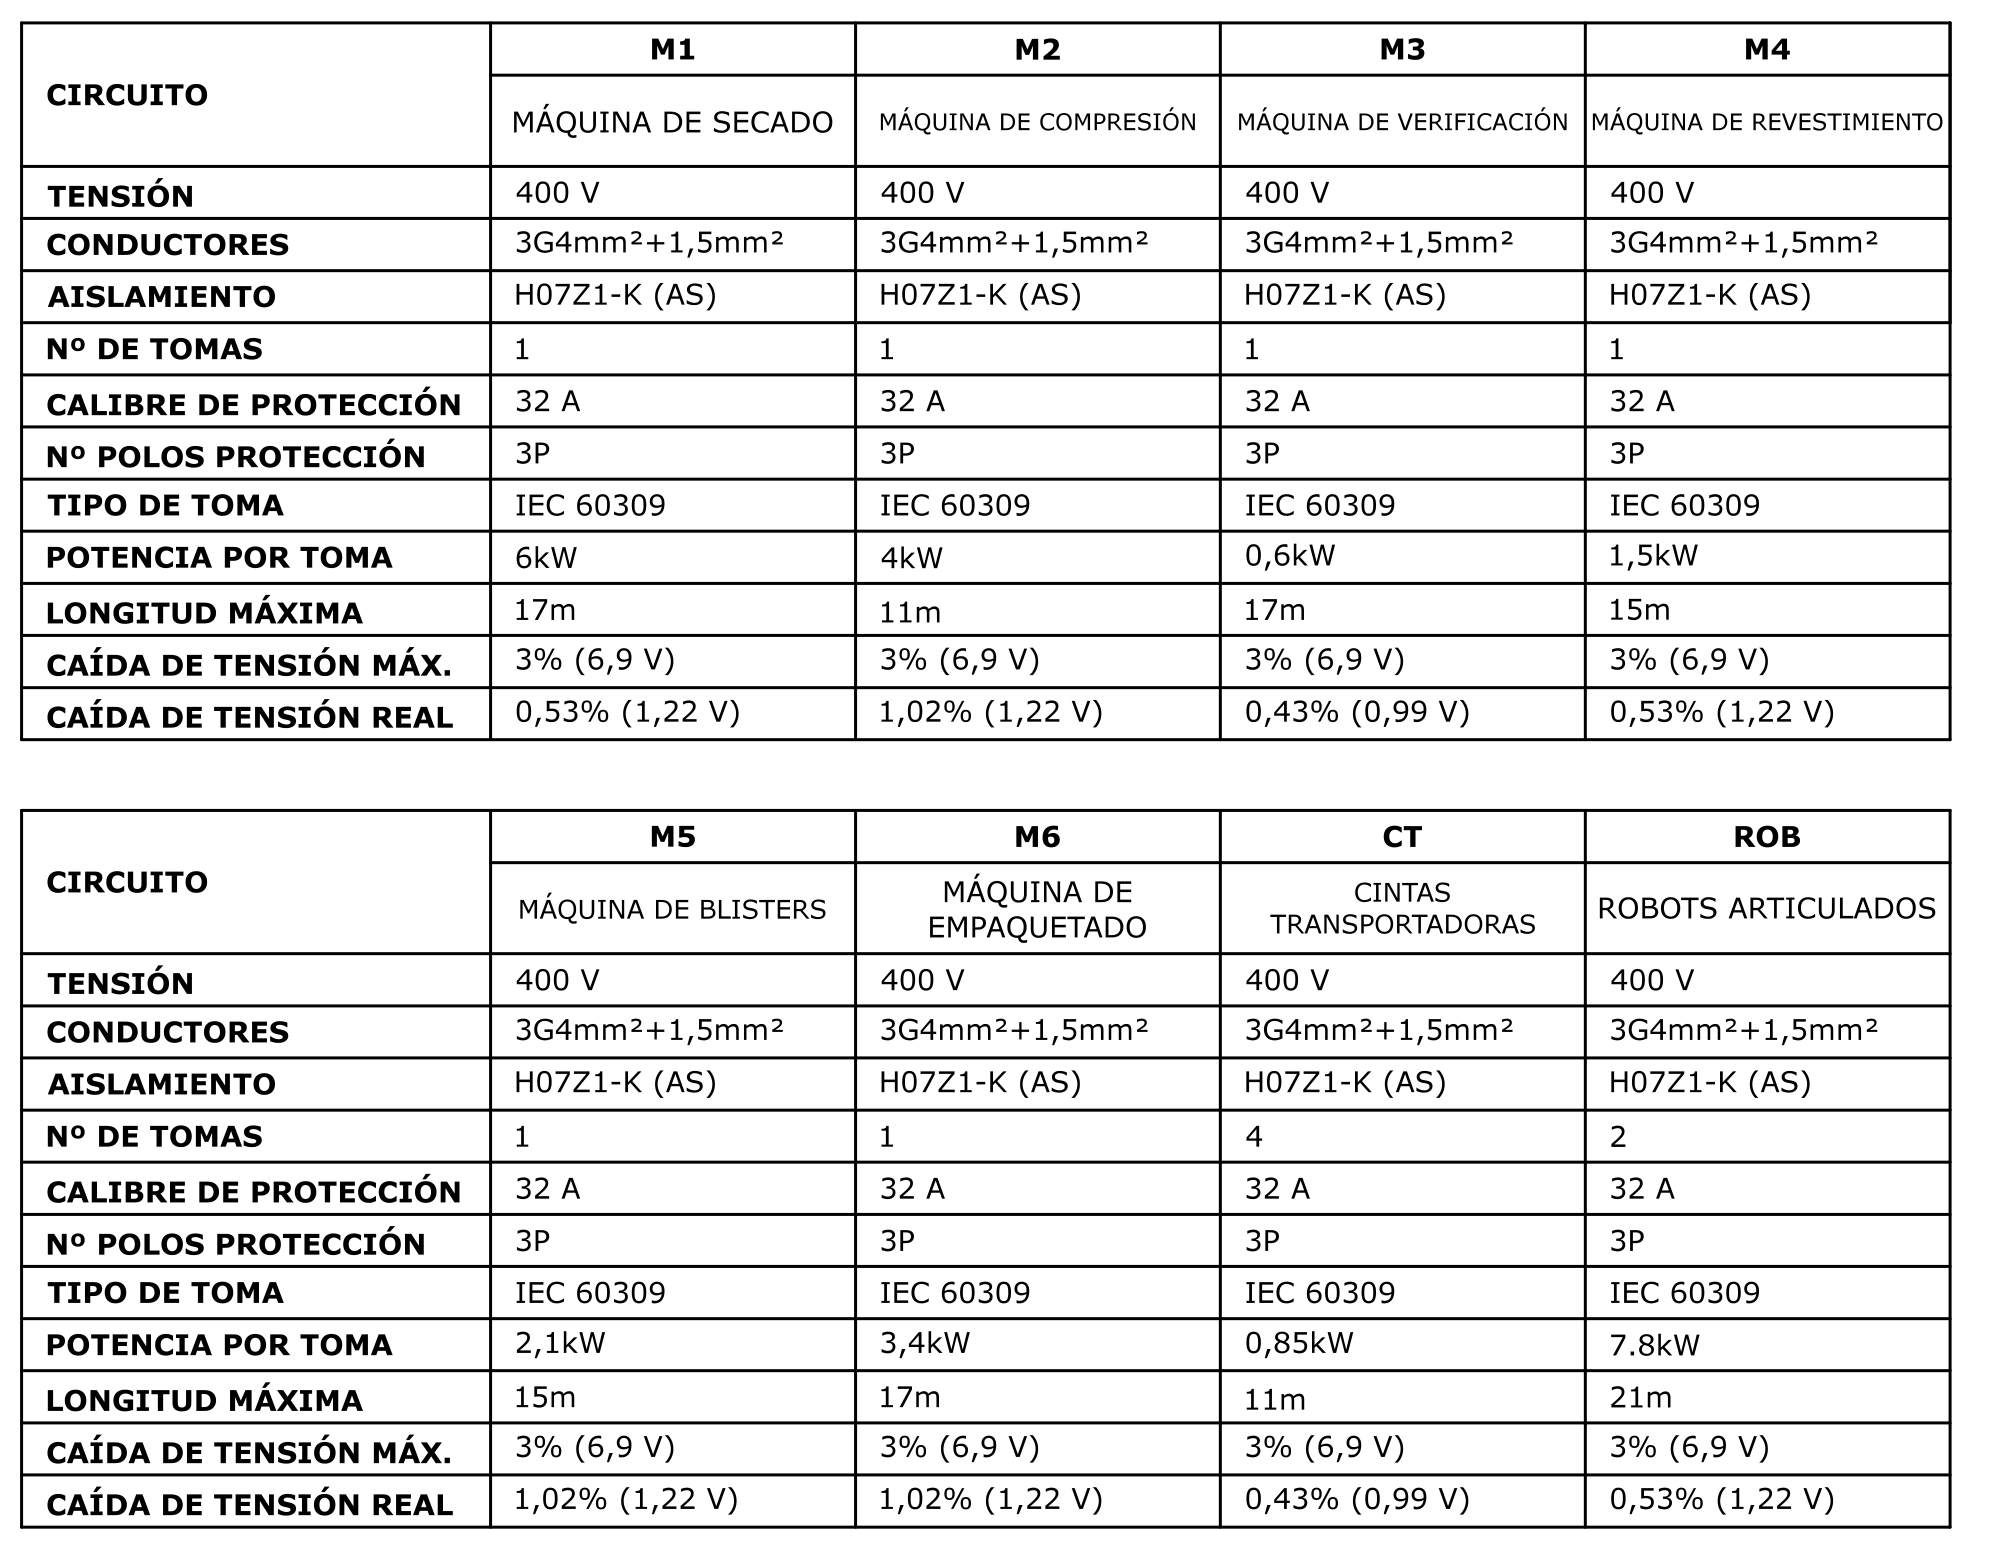 CIRCUITO
M1 M2 M3 M4
MÁQUINA DE SECADO MÁQUINA DE COMPRESIÓN MÁQUINA DE VERIFICACIÓN MÁQUINA DE REVESTIMIENTO
TENSIÓN 400 V 400 V 400 V 400 V
CONDUCTORES 3G4mm²+1,5mm² 3G4mm²+1,5mm² 3G4mm²+1,5mm² 3G4mm²+1,5mm²
AISLAMIENTO H07Z1-K (AS) H07Z1-K (AS) H07Z1-K (AS) H07Z1-K (AS)
Nº DE TOMAS 1 1 1 1
CALIBRE DE PROTECCIÓN 32 A 32 A 32 A 32 A
Nº POLOS PROTECCIÓN 3P 3P 3P 3P
TIPO DE TOMA IEC 60309 IEC 60309 IEC 60309 IEC 60309
POTENCIA POR TOMA 6kW 4kW 0,6kW 1,5kW
LONGITUD MÁXIMA 17m 11m 17m 15m
CAÍDA DE TENSIÓN MÁX. 3% (6,9 V) 3% (6,9 V) 3% (6,9 V) 3% (6,9 V)
CAÍDA DE TENSIÓN REAL 0,53% (1,22 V) 1,02% (1,22 V) 0,43% (0,99 V) 0,53% (1,22 V)
CIRCUITO
M5 M6 CT ROB
MÁQUINA DE BLISTERS
MÁQUINA DE
EMPAQUETADO
CINTAS
TRANSPORTADORAS
ROBOTS ARTICULADOS
TENSIÓN 400 V 400 V 400 V 400 V
CONDUCTORES 3G4mm²+1,5mm² 3G4mm²+1,5mm² 3G4mm²+1,5mm² 3G4mm²+1,5mm²
AISLAMIENTO H07Z1-K (AS) H07Z1-K (AS) H07Z1-K (AS) H07Z1-K (AS)
Nº DE TOMAS 1 1 4 2
CALIBRE DE PROTECCIÓN 32 A 32 A 32 A 32 A
Nº POLOS PROTECCIÓN 3P 3P 3P 3P
TIPO DE TOMA IEC 60309 IEC 60309 IEC 60309 IEC 60309
POTENCIA POR TOMA 2,1kW 3,4kW 0,85kW 7.8kW
LONGITUD MÁXIMA 15m 17m 11m 21m
CAÍDA DE TENSIÓN MÁX. 3% (6,9 V) 3% (6,9 V) 3% (6,9 V) 3% (6,9 V)
CAÍDA DE TENSIÓN REAL 1,02% (1,22 V) 1,02% (1,22 V) 0,43% (0,99 V) 0,53% (1,22 V)